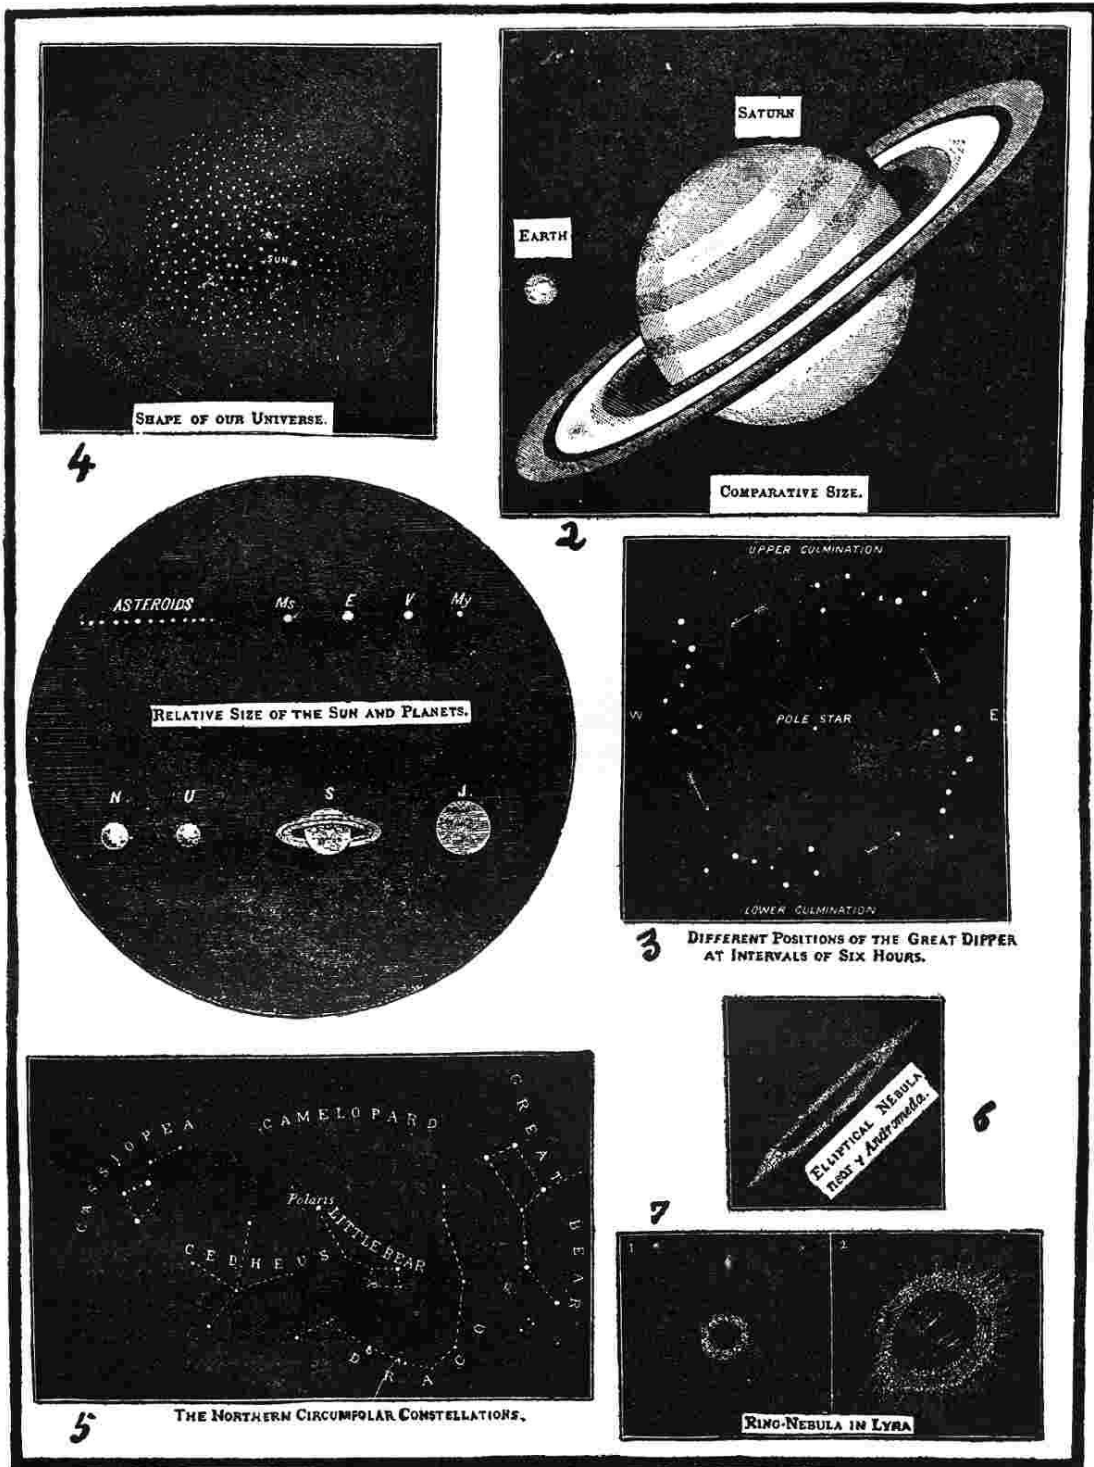 SUN
SHAPE OF OUR UNIVERSE.
4
SATURN
EARTH
COMPARATIVE SIZE.
2
ASTEROIDS
Ms E V My
RELATIVE SIZE OF THE SUN AND PLANETS.
N U S J
UPPER CULMINATION
W POLE STAR E
LOWER CULMINATION
3
DIFFERENT POSITIONS OF THE GREAT DIPPER
AT INTERVALS OF SIX HOURS.
CASSIOPEA
CAMELOPARD
GREAT BEAR
Polaris
LITTLE BEAR
CEDHEUS
DRACO
5
THE NORTHERN CIRCUMPOLAR CONSTELLATIONS.
ELLIPTICAL NEBULA
near γ Andromeda.
6
7
1 2
RING-NEBULA IN LYRA